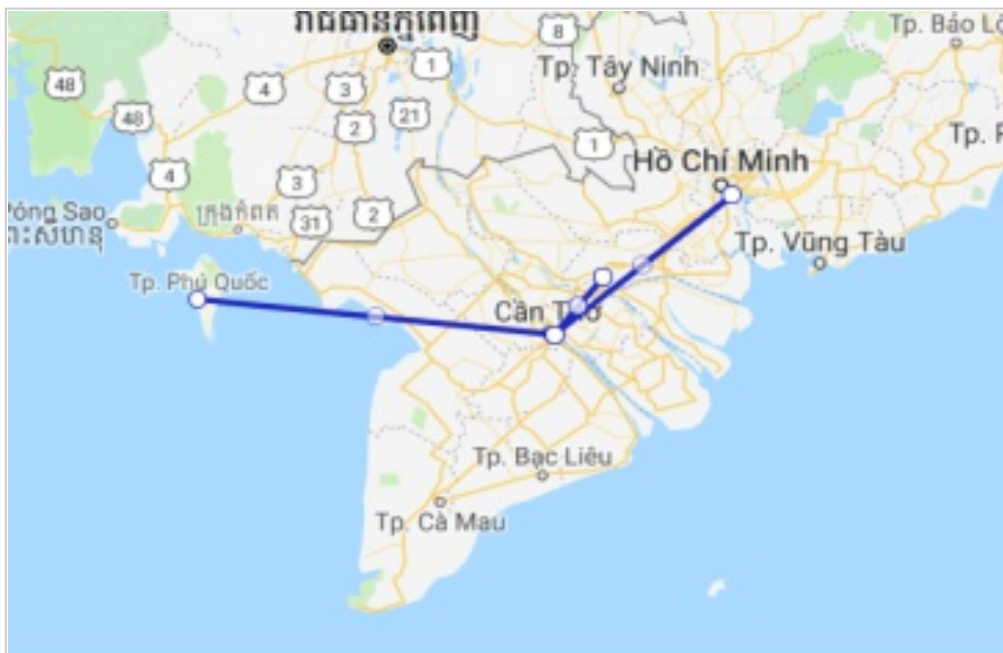 រាជធានីភ្នំពេញ
8
Tp. Bảo Lộ
48
4
3
1
Tp. Tây Ninh
48
2
21
1
Tp.
4
3
Hồ Chí Minh
Póng Sao
31
2
Tp. Vũng Tàu
Tp. Phú Quốc
Cần Thơ
Tp. Bạc Liêu
Tp. Cà Mau